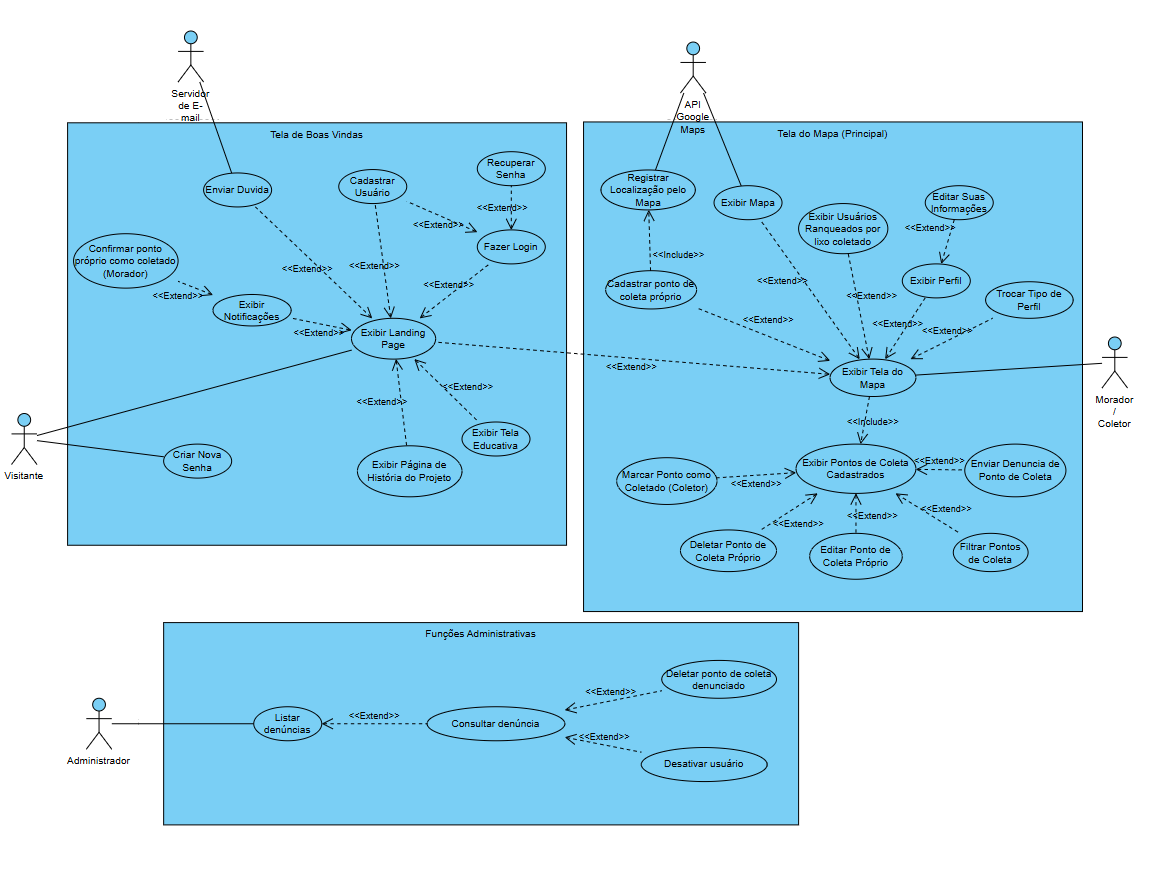 Servidor
de E-
mail
API
Google
Maps
Tela de Boas Vindas
Enviar Duvida
Cadastrar
Usuário
Recuperar
Senha
<<Extend>>
<<Extend>>
Fazer Login
Confirmar ponto
próprio como coletado
(Morador)
<<Extend>>
<<Extend>>
<<Extend>>
<<Extend>>
Exibir
Notificações
<<Extend>>
Exibir Landing
Page
<<Extend>>
<<Extend>>
<<Extend>>
Exibir Tela
Educativa
Exibir Página de
História do Projeto
Criar Nova
Senha
Visitante
Tela do Mapa (Principal)
Registrar
Localização pelo
Mapa
Exibir Mapa
Exibir Usuários
Ranqueados por
lixo coletado
Editar Suas
Informações
<<Extend>>
<<Include>>
Cadastrar ponto de
coleta próprio
<<Extend>>
Exibir Perfil
<<Extend>>
Trocar Tipo de
Perfil
<<Extend>>
<<Extend>>
<<Extend>>
Exibir Tela do
Mapa
Morador
/
Coletor
<<Include>>
Exibir Pontos de Coleta
Cadastrados
<<Extend>>
Enviar Denuncia de
Ponto de Coleta
Marcar Ponto como
Coletado (Coletor)
<<Extend>>
<<Extend>>
<<Extend>>
<<Extend>>
Deletar Ponto de
Coleta Próprio
Editar Ponto de
Coleta Próprio
Filtrar Pontos
de Coleta
<<Extend>>
Funções Administrativas
Deletar ponto de coleta
denunciado
<<Extend>>
Listar
denúncias
<<Extend>>
Consultar denúncia
<<Extend>>
Desativar usuário
Administrador